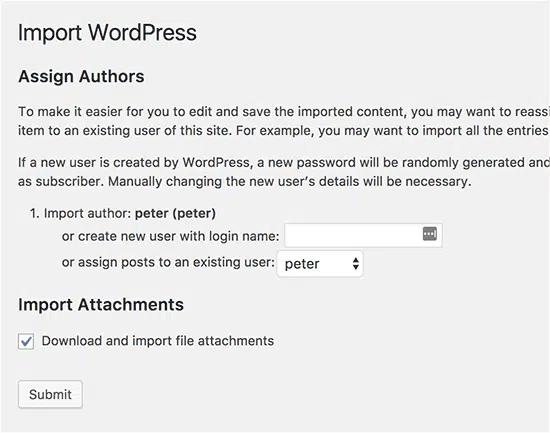 Import WordPress
Assign Authors
To make it easier for you to edit and save the imported content, you may want to
item to an existing user of this site. For example, you may want to import all the entries
If a new user is created by WordPress, a new password will be randomly generated and
as subscriber. Manually changing the new user’s details will be necessary.
1. Import author: peter (peter)
or create new user with login name:
or assign posts to an existing user: peter
Import Attachments
Download and import file attachments
Submit